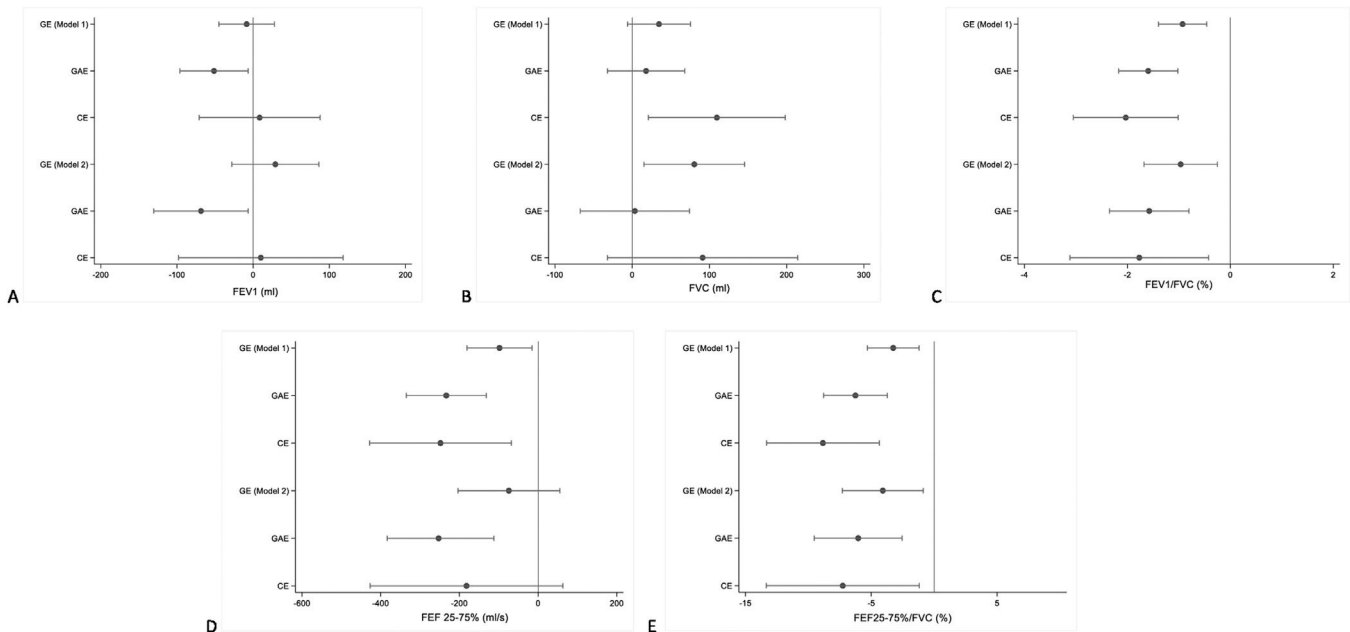 GE (Model 1)
GAE
CE
GE (Model 2)
GAE
CE
-200 -100 0 100 200
FEV1 (ml)
A
GE (Model 1)
GAE
CE
GE (Model 2)
GAE
CE
-100 0 100 200 300
FVC (ml)
B
GE (Model 1)
GAE
CE
GE (Model 2)
GAE
CE
-4 -2 0 2
FEV1/FVC (%)
C
GE (Model 1)
GAE
CE
GE (Model 2)
GAE
CE
-600 -400 -200 0 200
FEF 25-75% (ml/s)
D
GE (Model 1)
GAE
CE
GE (Model 2)
GAE
CE
-15 -5 5
FEF25-75%/FVC (%)
E